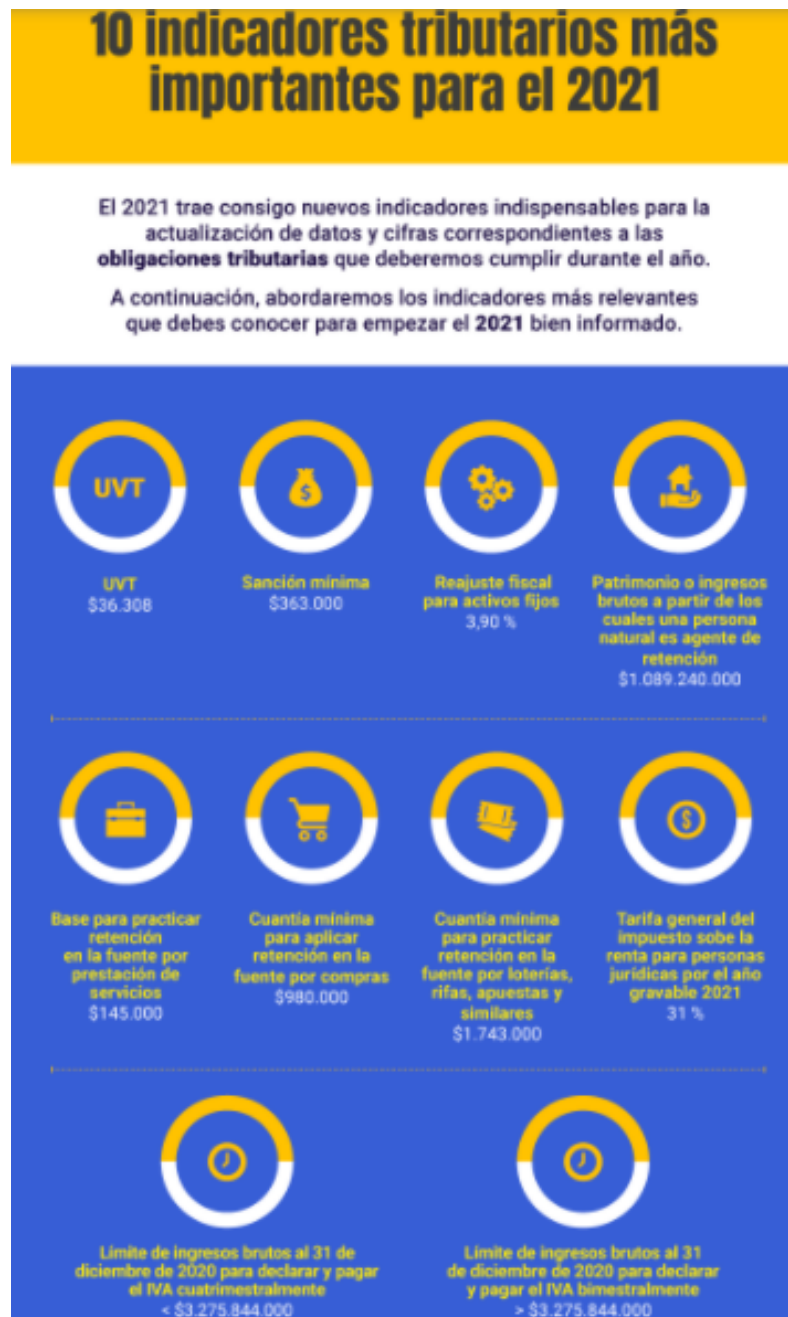 10 indicadores tributarios más
importantes para el 2021
El 2021 trae consigo nuevos indicadores indispensables para la
actualización de datos y cifras correspondientes a las
obligaciones tributarias que deberemos cumplir durante el año.
A continuación, abordaremos los indicadores más relevantes
que debes conocer para empezar el 2021 bien informado.
UVT
$
UVT
$36.308
Sanción mínima
$363.000
Reajuste fiscal
para activos fijos
3,90 %
Patrimonio o ingresos
brutos a partir de los
cuales una persona
natural es agente de
retención
$1.089.240.000
$
Base para practicar
retención
en la fuente por
prestación de
servicios
$145.000
Cuantía mínima
para aplicar
retención en la
fuente por compras
$980.000
Cuantía mínima
para practicar
retención en la
fuente por loterías,
rifas, apuestas y
similares
$1.743.000
Tarifa general del
impuesto sobe la
renta para personas
jurídicas por el año
gravable 2021
31 %
Límite de ingresos brutos al 31 de
diciembre de 2020 para declarar y pagar
el IVA cuatrimestralmente
< $3.275.844.000
Límite de ingresos brutos al 31
de diciembre de 2020 para declarar
y pagar el IVA bimestralmente
> $3.275.844.000